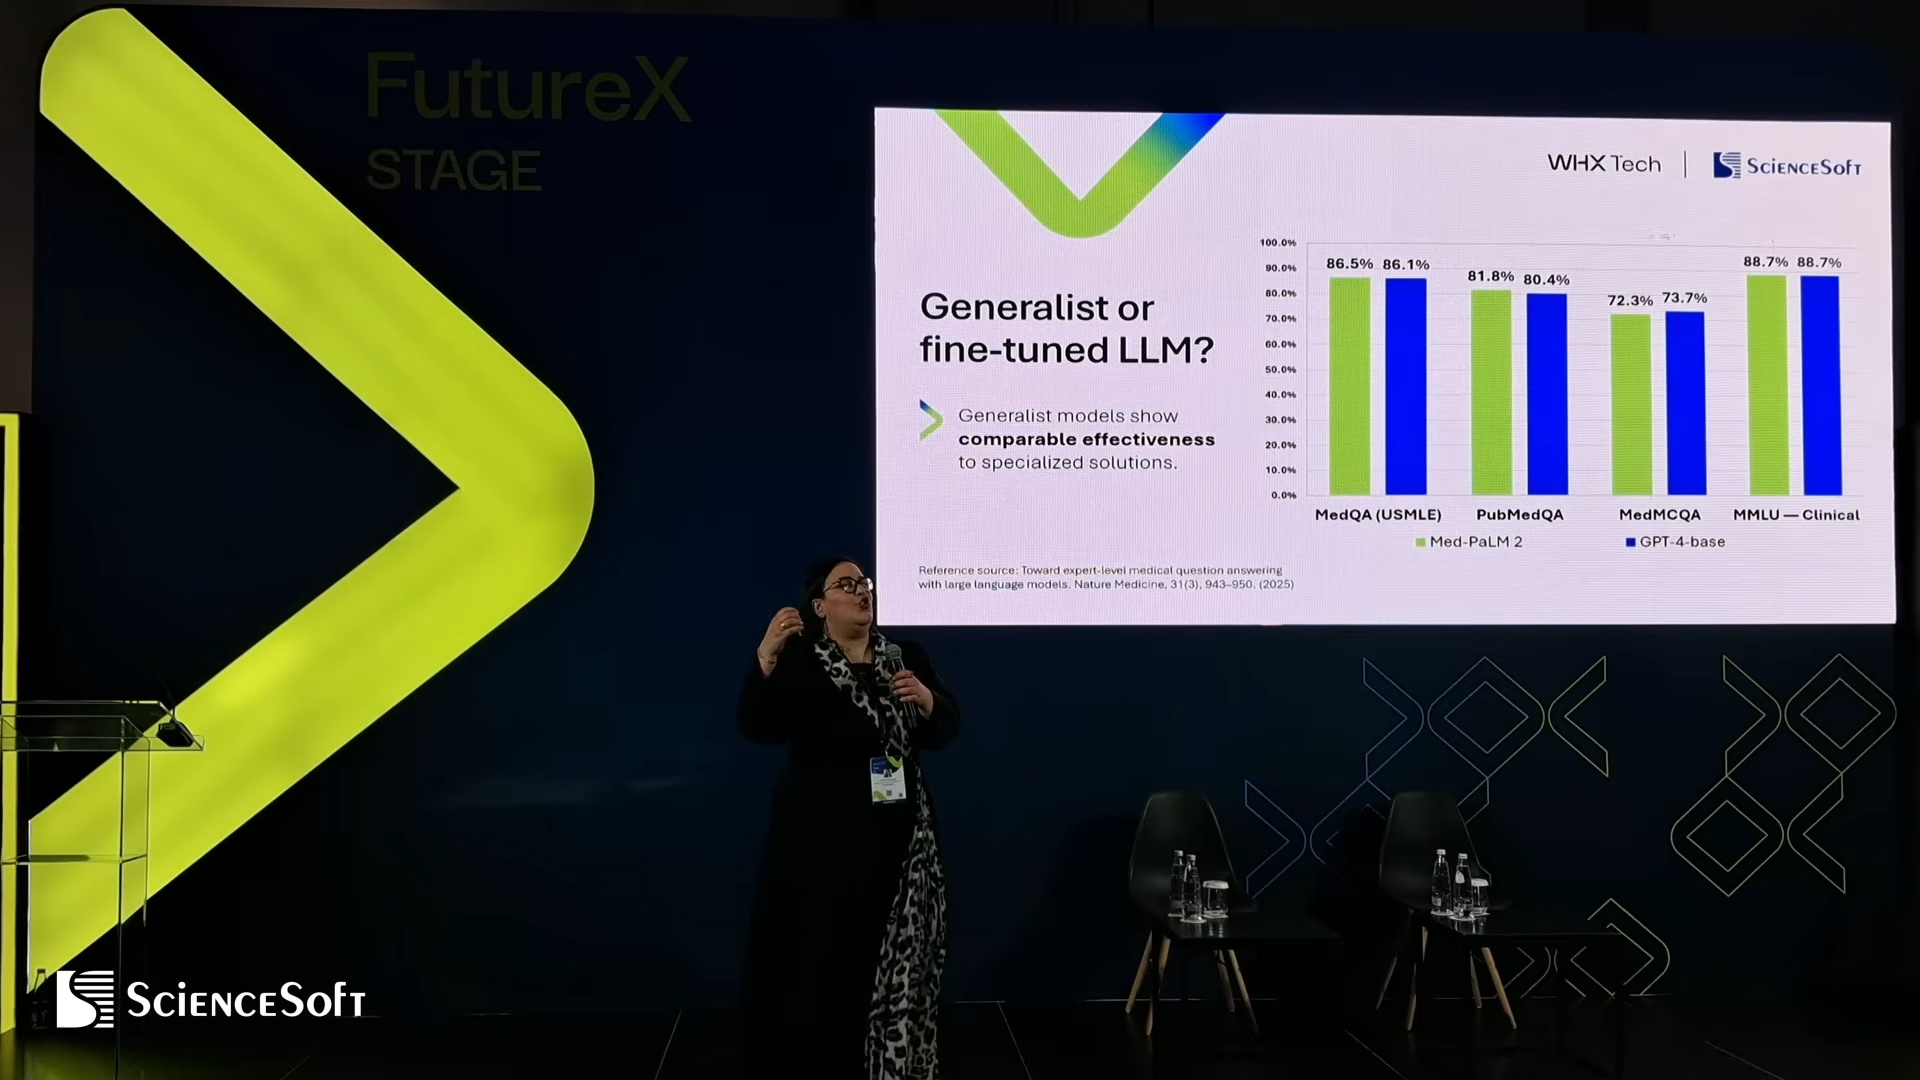 FutureX
STAGE
WHX Tech
ScienceSoft
Generalist or
fine-tuned LLM?
Generalist models show
comparable effectiveness
to specialized solutions.
100.0%
90.0%
80.0%
70.0%
60.0%
50.0%
40.0%
30.0%
20.0%
10.0%
0.0%
86.5% 86.1%
81.8% 80.4%
72.3% 73.7%
88.7% 88.7%
MedQA (USMLE) PubMedQA MedMCQA MMLU — Clinical
Med-PaLM 2 GPT-4-base
Reference source: Toward expert-level medical question answering
with large language models. Nature Medicine, 31(3), 943–950. (2025)
ScienceSoft